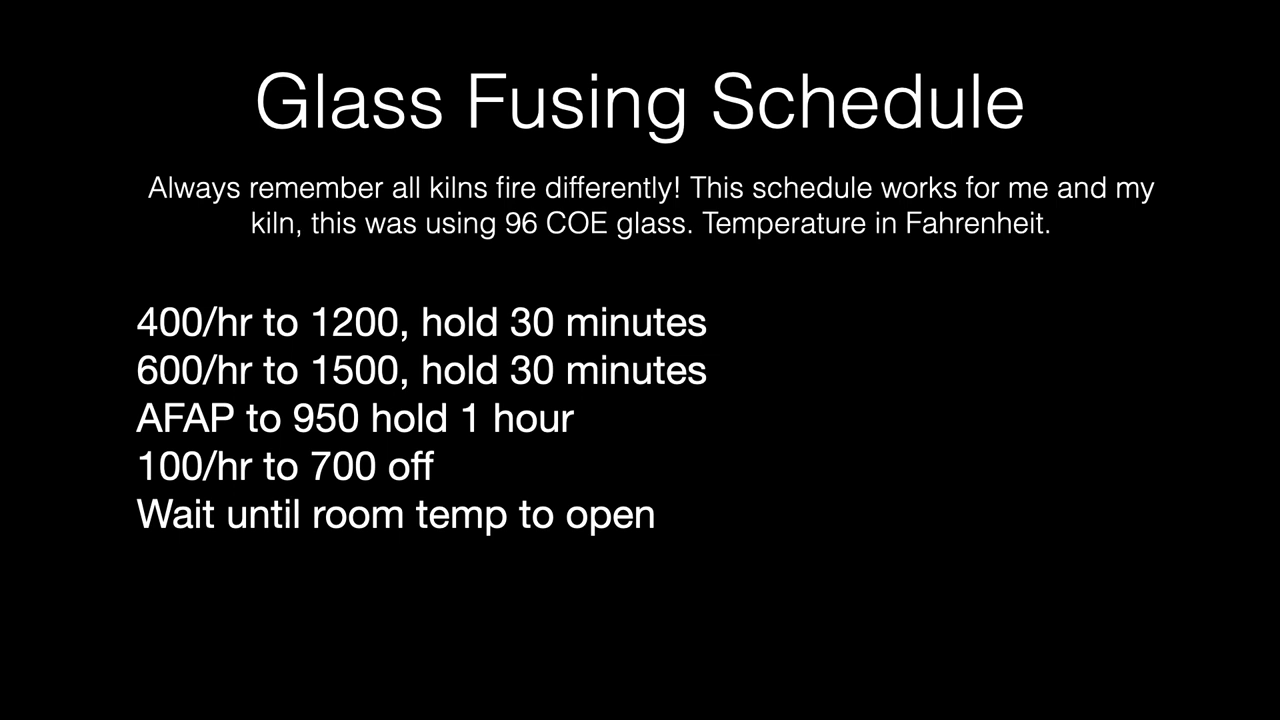 Glass Fusing Schedule
Always remember all kilns fire differently! This schedule works for me and my
kiln, this was using 96 COE glass. Temperature in Fahrenheit.
400/hr to 1200, hold 30 minutes
600/hr to 1500, hold 30 minutes
AFAP to 950 hold 1 hour
100/hr to 700 off
Wait until room temp to open